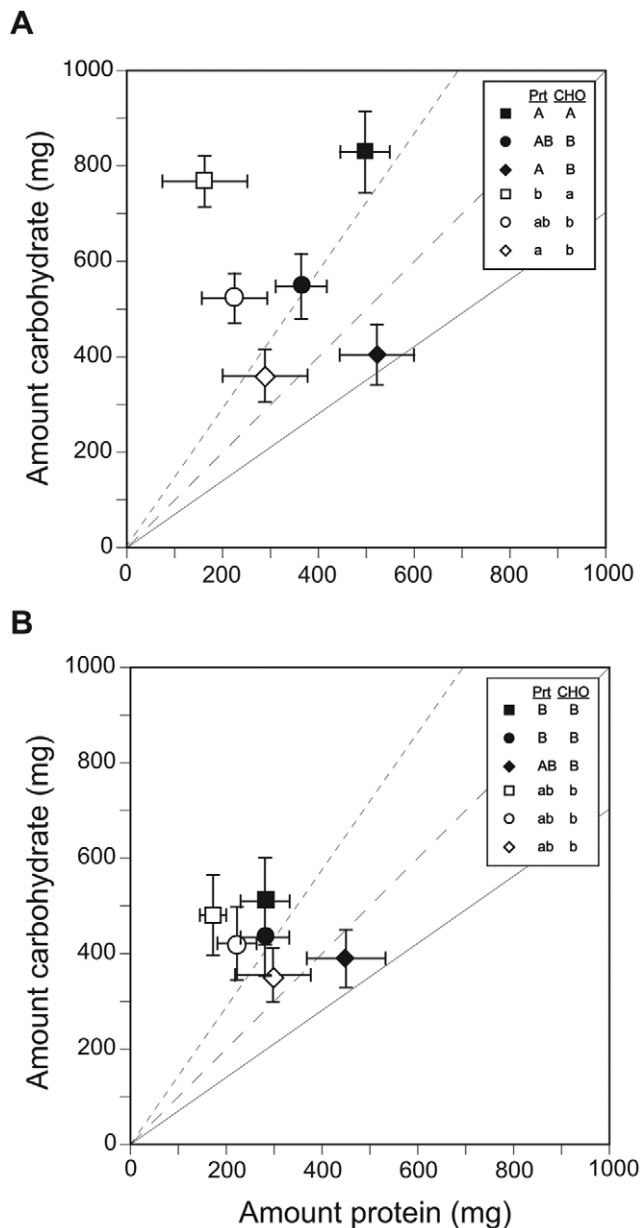 A
1000
800
600
400
200
0
Amount carbohydrate (mg)
Prt CHO
A A
AB B
A B
b a
ab b
a b
0 200 400 600 800 1000
B
1000
800
600
400
200
0
Amount carbohydrate (mg)
Prt CHO
B B
B B
AB B
ab b
ab b
ab b
0 200 400 600 800 1000
Amount protein (mg)